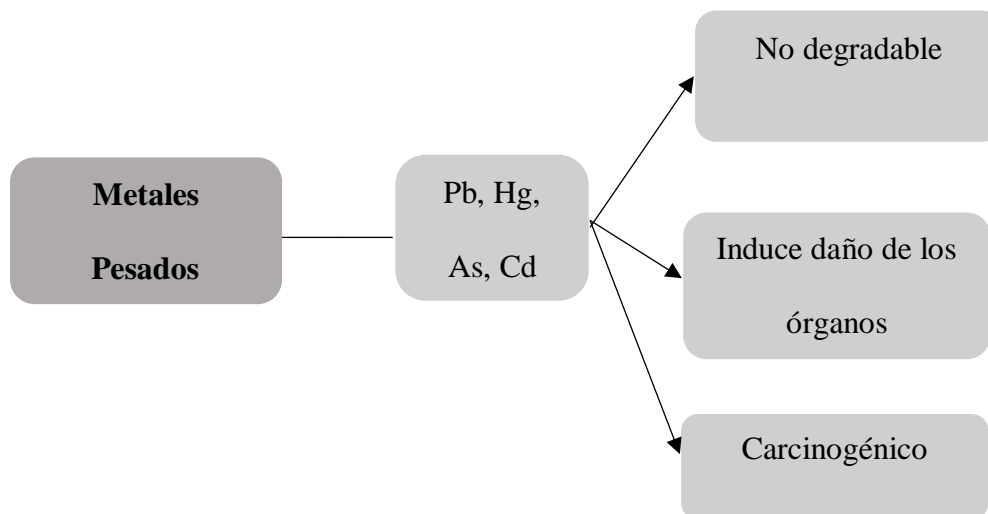 Metales
Pesados
Pb, Hg,
As, Cd
No degradable
Induce daño de los
órganos
Carcinogénico